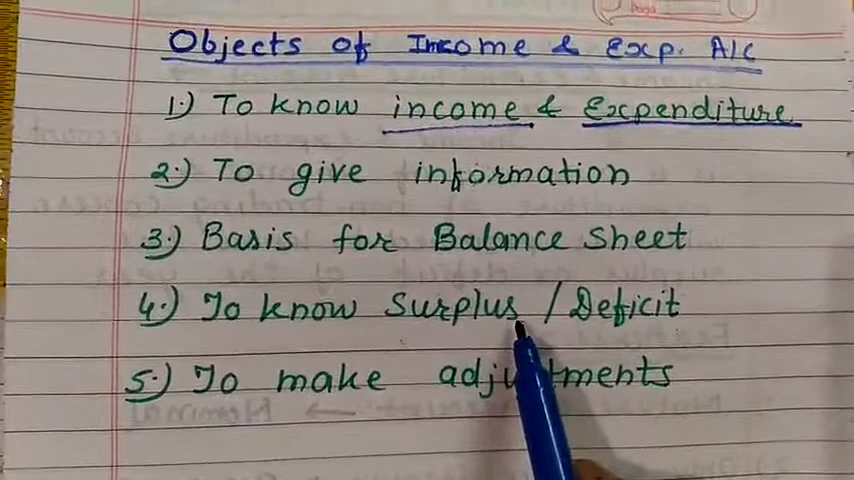 Objects of Income & Exp. A/C
1.) To know income & Expenditure
2.) To give information
3.) Basis for Balance Sheet
4.) To know Surplus / Deficit
5.) To make adjustments